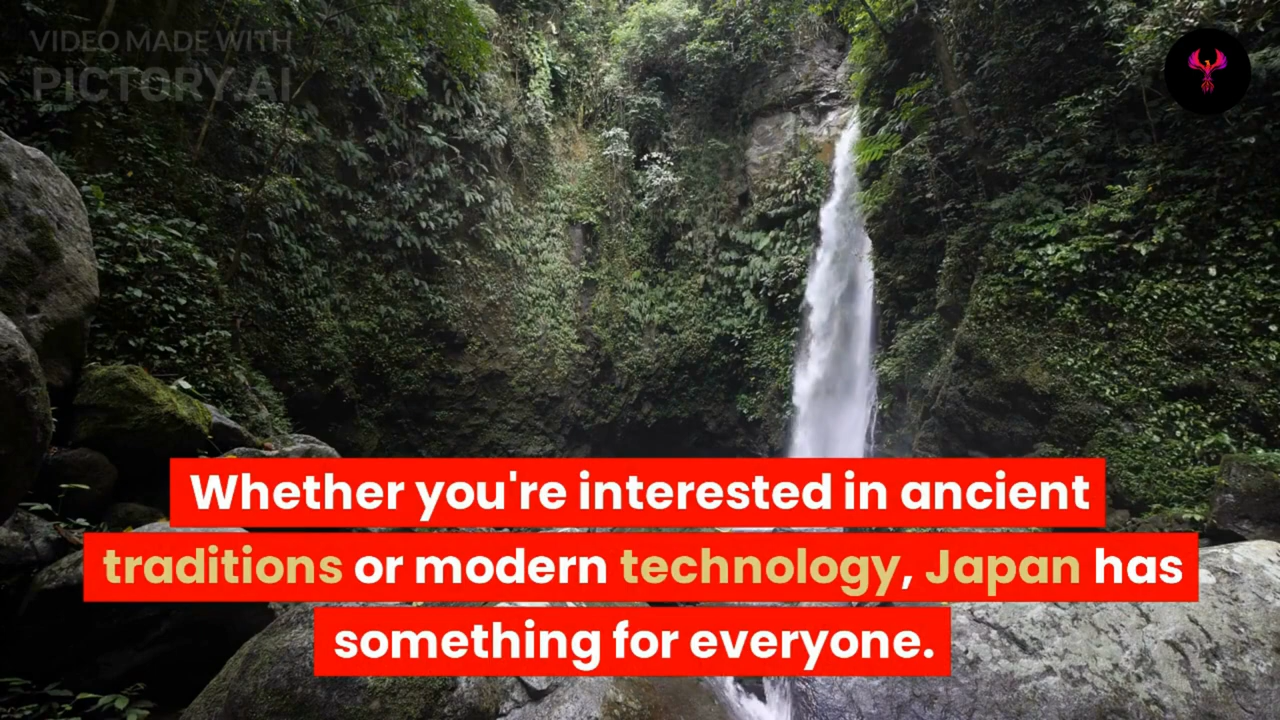 VIDEO MADE WITH
PICTORY.AI
Whether you're interested in ancient
traditions or modern technology, Japan has
something for everyone.